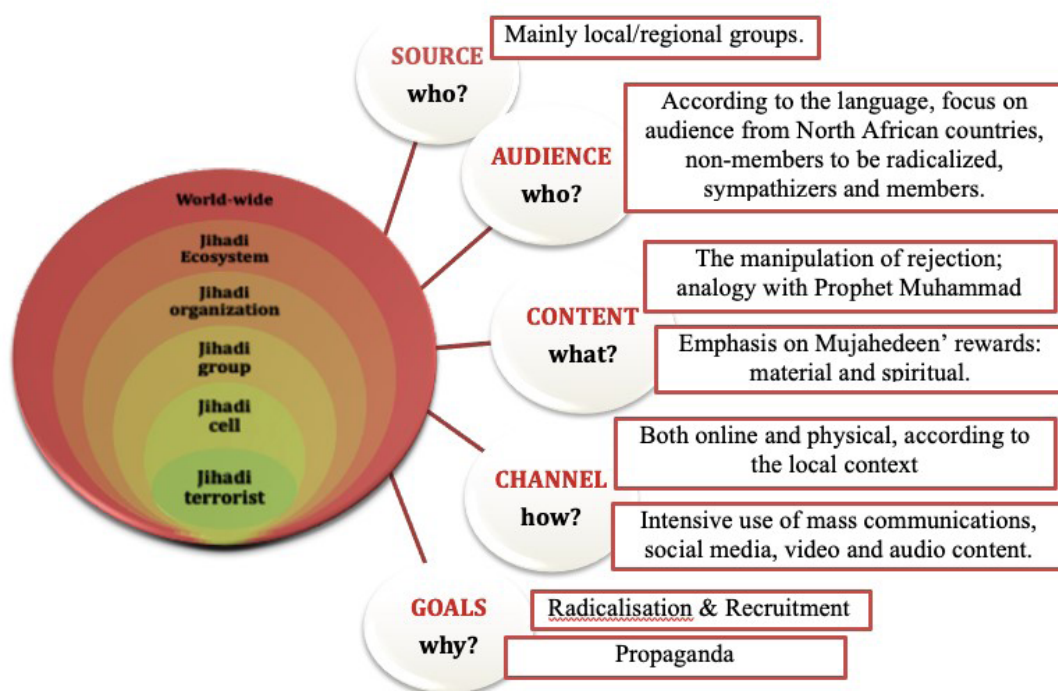 World-wide
Jihadi
Ecosystem
Jihadi
organization
Jihadi
group
Jihadi
cell
Jihadi
terrorist
SOURCE
who?
Mainly local/regional groups.
AUDIENCE
who?
According to the language, focus on
audience from North African countries,
non-members to be radicalized,
sympathizers and members.
CONTENT
what?
The manipulation of rejection;
analogy with Prophet Muhammad
Emphasis on Mujahedeen’ rewards:
material and spiritual.
CHANNEL
how?
Both online and physical, according to
the local context
Intensive use of mass communications,
social media, video and audio content.
GOALS
why?
Radicalisation & Recruitment
Propaganda